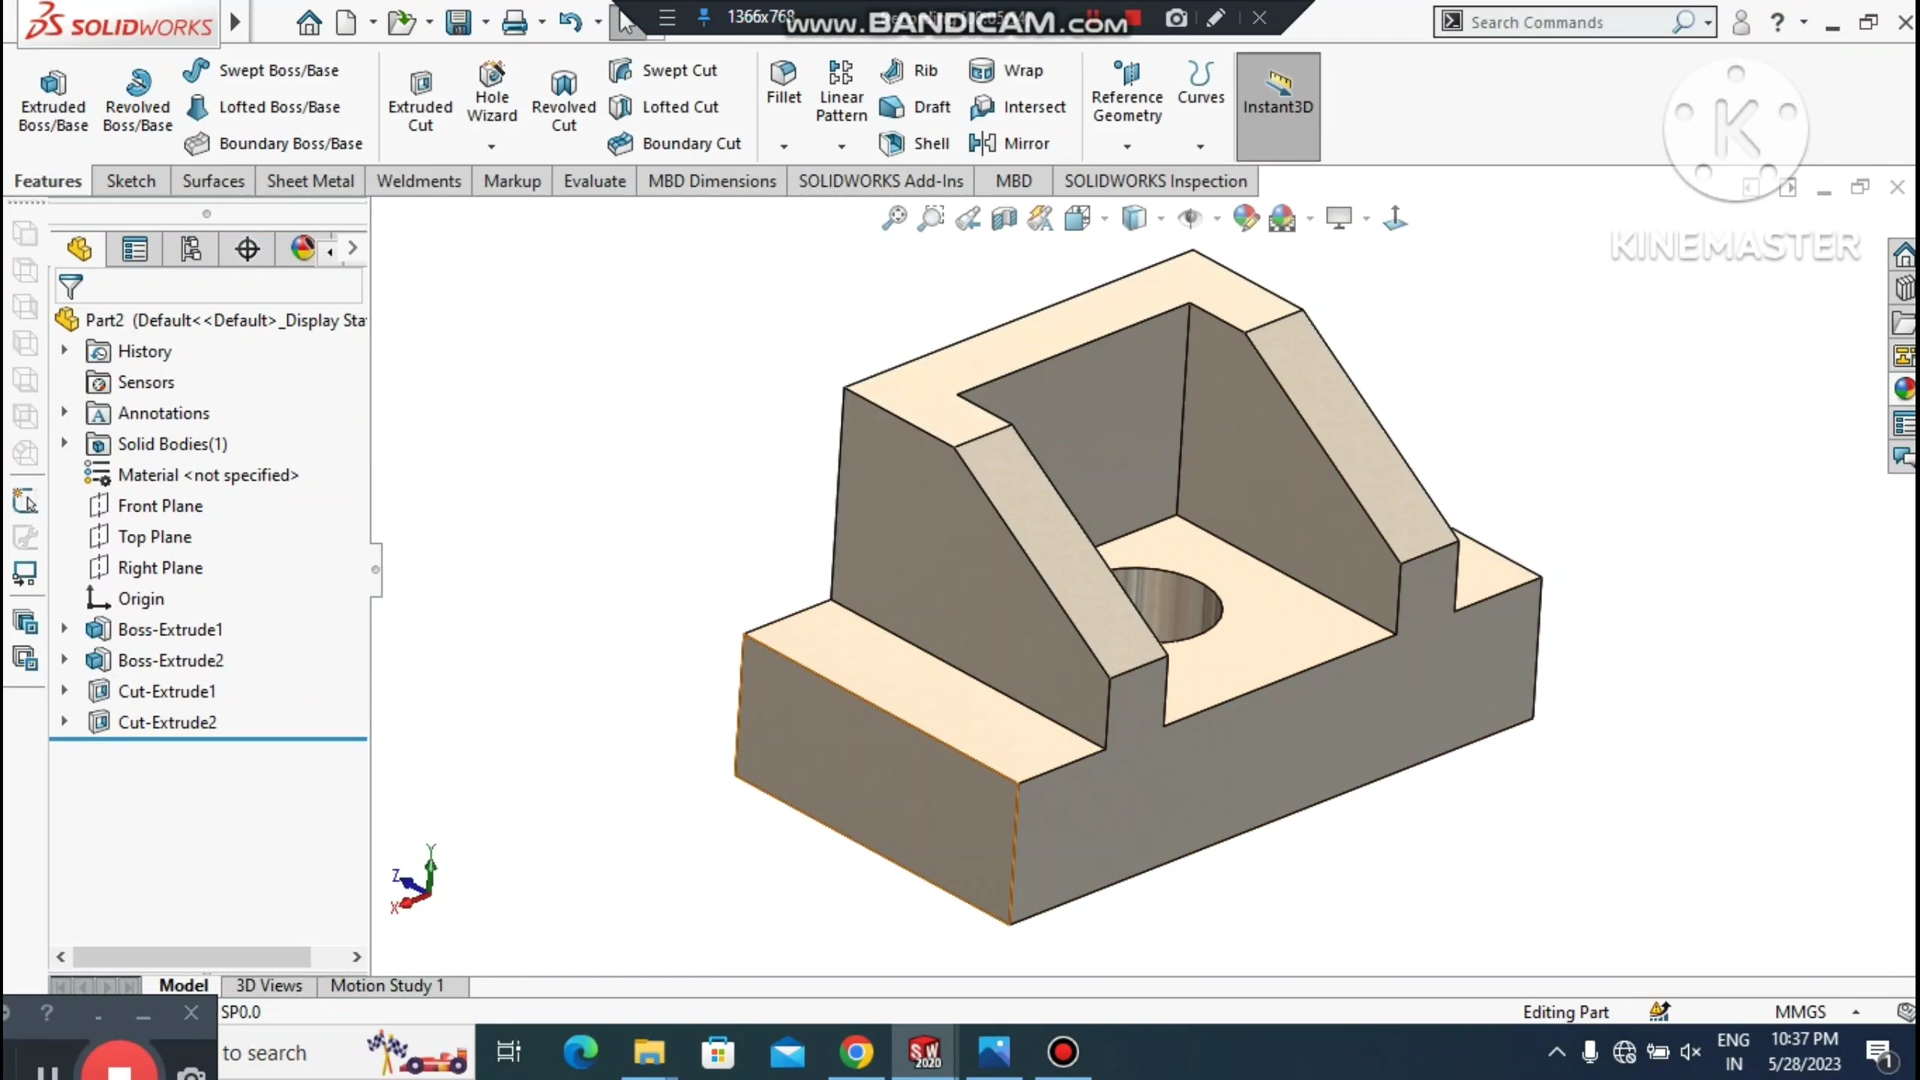 SOLIDWORKS
1366x768
www.BANDICAM.com
Search Commands
?
Extruded Boss/Base
Revolved Boss/Base
Swept Boss/Base
Lofted Boss/Base
Boundary Boss/Base
Extruded Cut
Hole Wizard
Revolved Cut
Swept Cut
Lofted Cut
Boundary Cut
Fillet
Linear Pattern
Rib
Draft
Shell
Wrap
Intersect
Mirror
Reference Geometry
Curves
Instant3D
K
KINEMASTER
Features
Sketch
Surfaces
Sheet Metal
Weldments
Markup
Evaluate
MBD Dimensions
SOLIDWORKS Add-Ins
MBD
SOLIDWORKS Inspection
Part2 (Default<<Default>_Display Sta
History
Sensors
Annotations
Solid Bodies(1)
Material <not specified>
Front Plane
Top Plane
Right Plane
Origin
Boss-Extrude1
Boss-Extrude2
Cut-Extrude1
Cut-Extrude2
Y
Z
X
Model
3D Views
Motion Study 1
?
SP0.0
Editing Part
MMGS
to search
SW
2020
ENG
IN
10:37 PM
5/28/2023
1